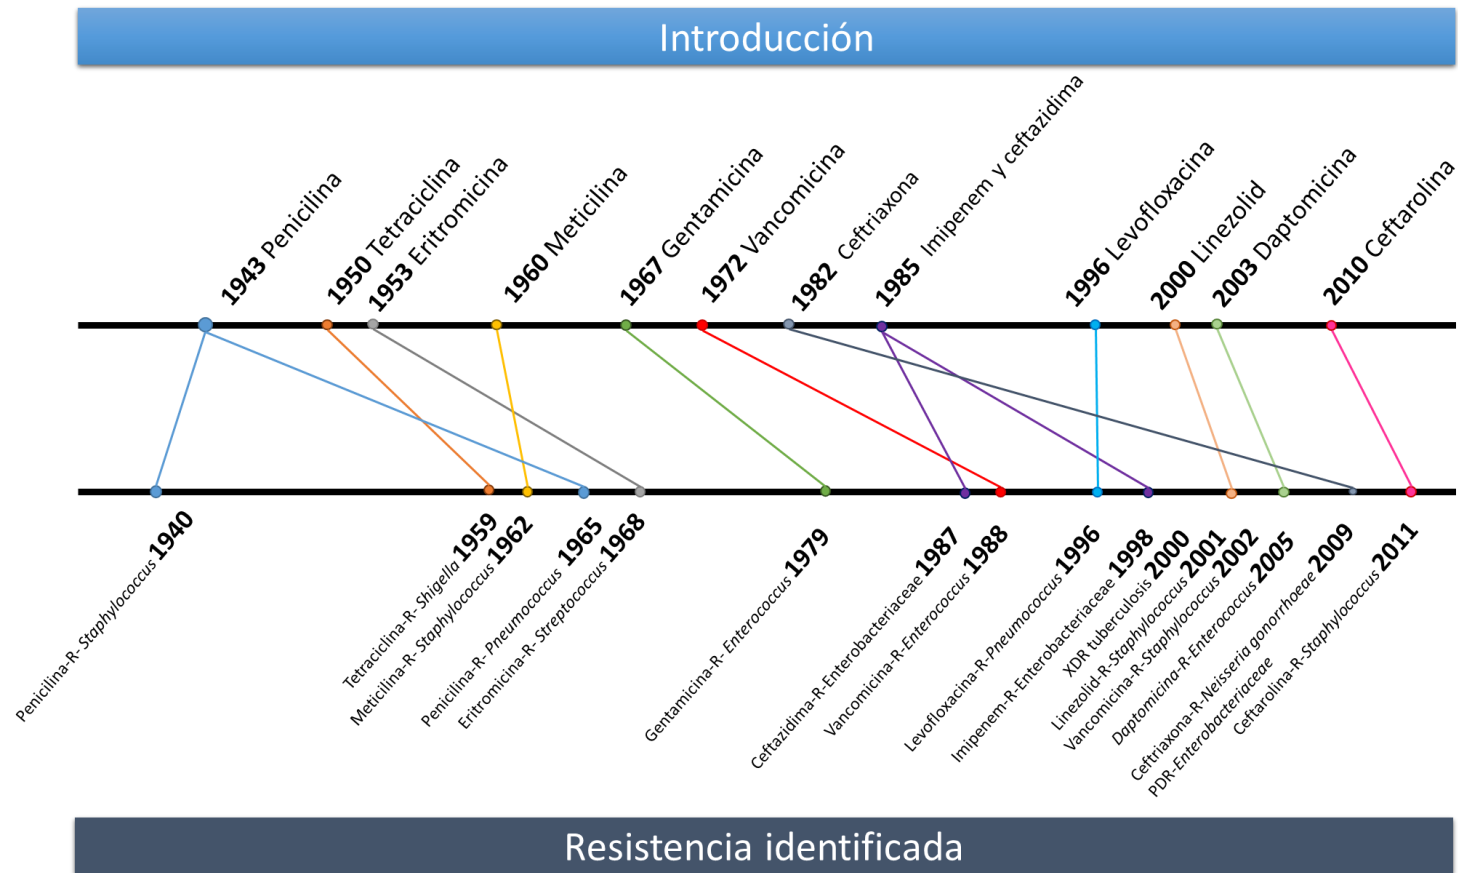 Introducción
1943 Penicilina
1950 Tetraciclina
1953 Eritromicina
1960 Meticilina
1967 Gentamicina
1972 Vancomicina
1982 Ceftriaxona
1985 Imipenem y ceftazidima
1996 Levofloxacina
2000 Linezolid
2003 Daptomicina
2010 Ceftarolina
Penicilina-R- Staphylococcus 1940
Tetraciclina-R- Shigella 1959
Meticilina-R- Staphylococcus 1962
Penicilina-R- Pneumococcus 1965
Eritromicina-R- Streptococcus 1968
Gentamicina-R- Enterococcus 1979
Ceftazidima-R-Enterobacteriaceae 1987
Vancomicina-R-Enterococcus 1988
Levofloxacina-R-Pneumococcus 1996
Imipenem-R-Enterobacteriaceae 1998
XDR tuberculosis 2000
Linezolid-R-Staphylococcus 2001
Vancomicina-R-Staphylococcus 2002
Daptomicina-R-Enterococcus 2005
Ceftriaxona-R-Neisseria gonorrhoeae 2009
PDR-Enterobacteriaceae
Ceftarolina-R-Staphylococcus 2011
Resistencia identificada